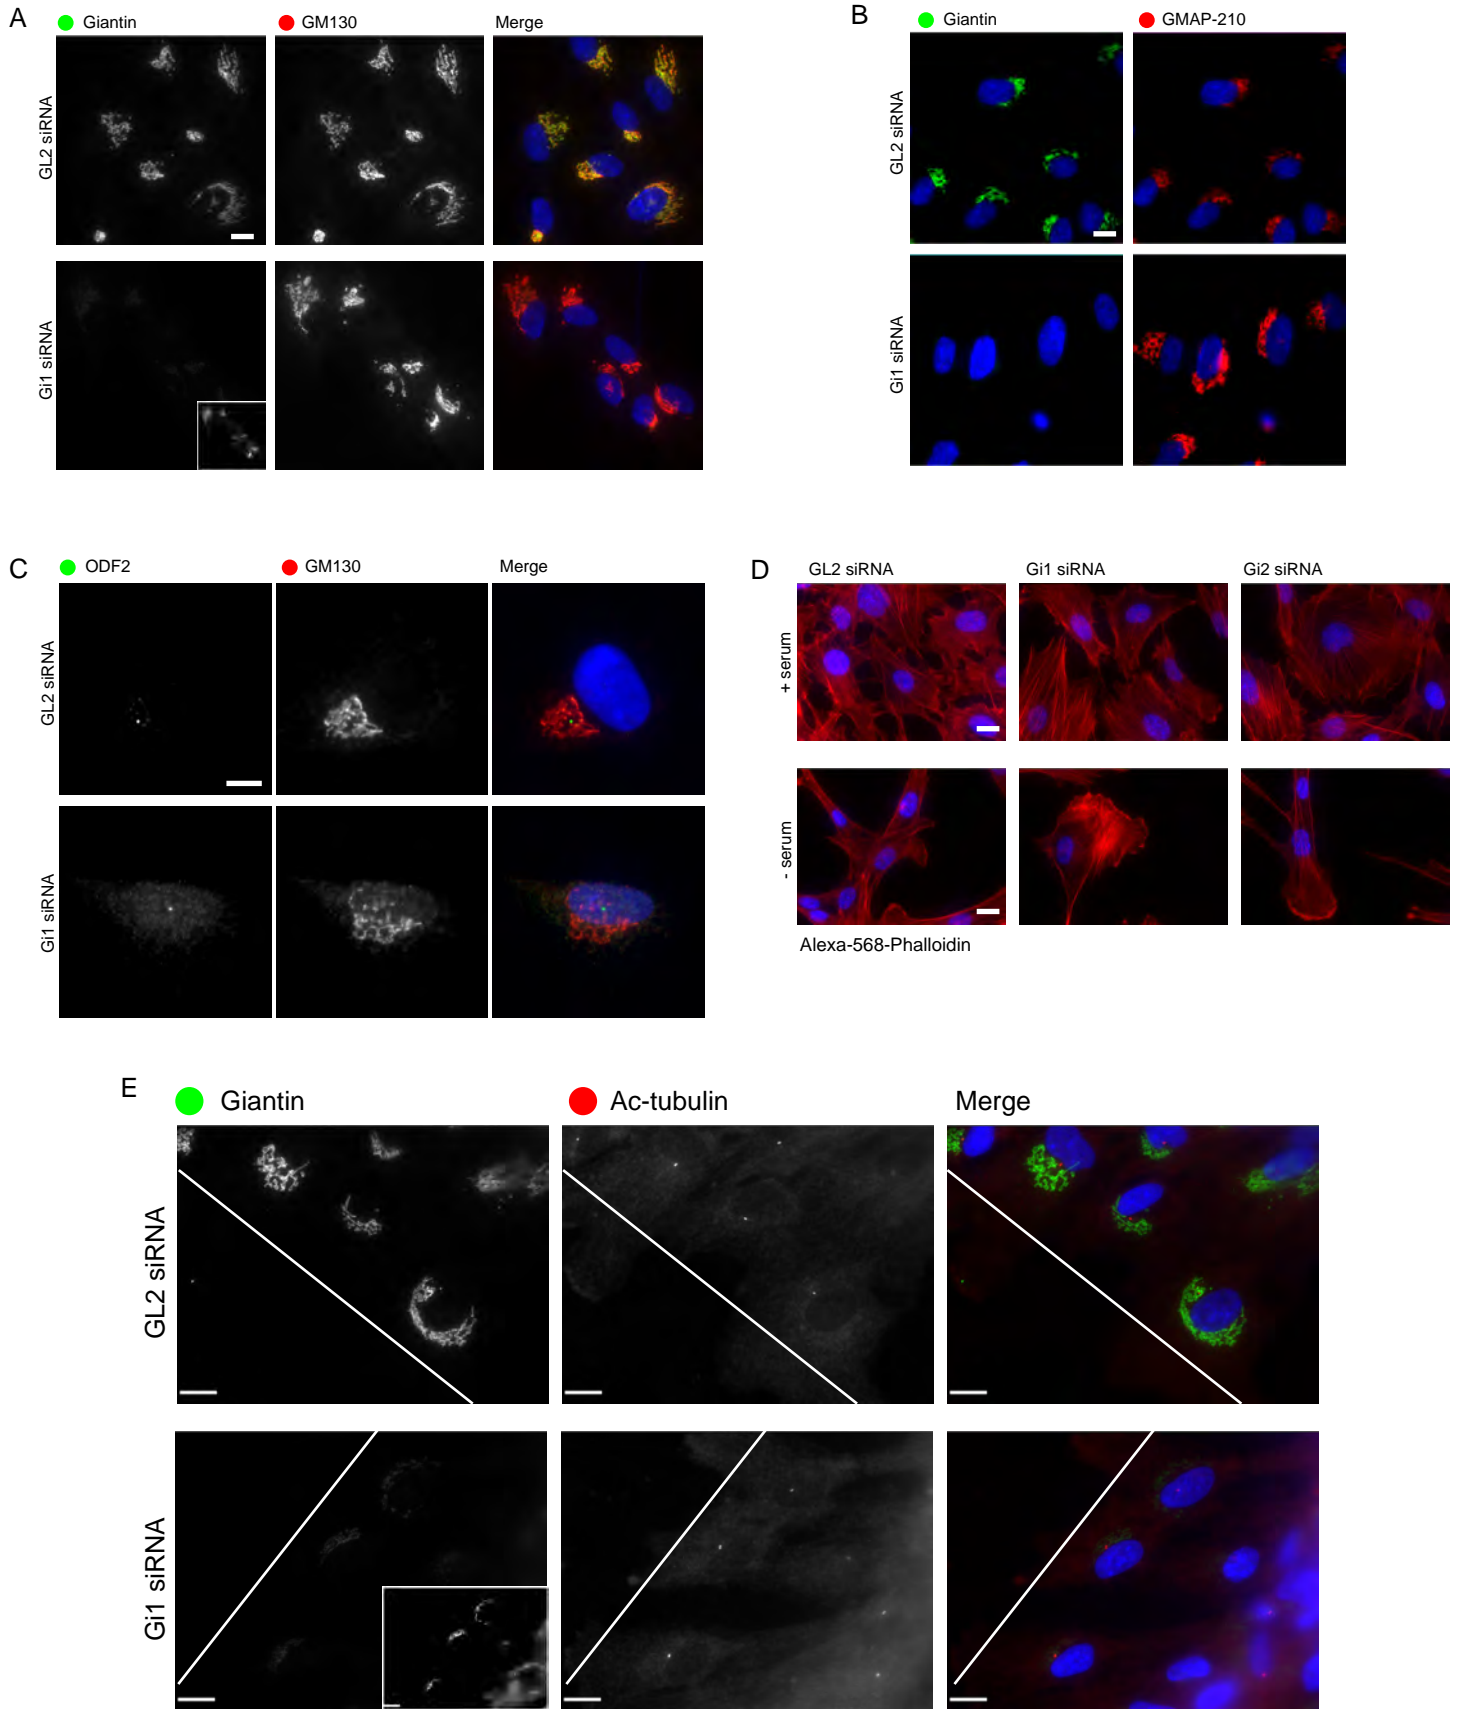 A
Giantin
GM130
Merge
GL2 siRNA
Gi1 siRNA
B
Giantin
GMAP-210
GL2 siRNA
Gi1 siRNA
C
ODF2
GM130
Merge
GL2 siRNA
Gi1 siRNA
D
GL2 siRNA
Gi1 siRNA
Gi2 siRNA
+ serum
- serum
Alexa-568-Phalloidin
E
Giantin
Ac-tubulin
Merge
GL2 siRNA
Gi1 siRNA